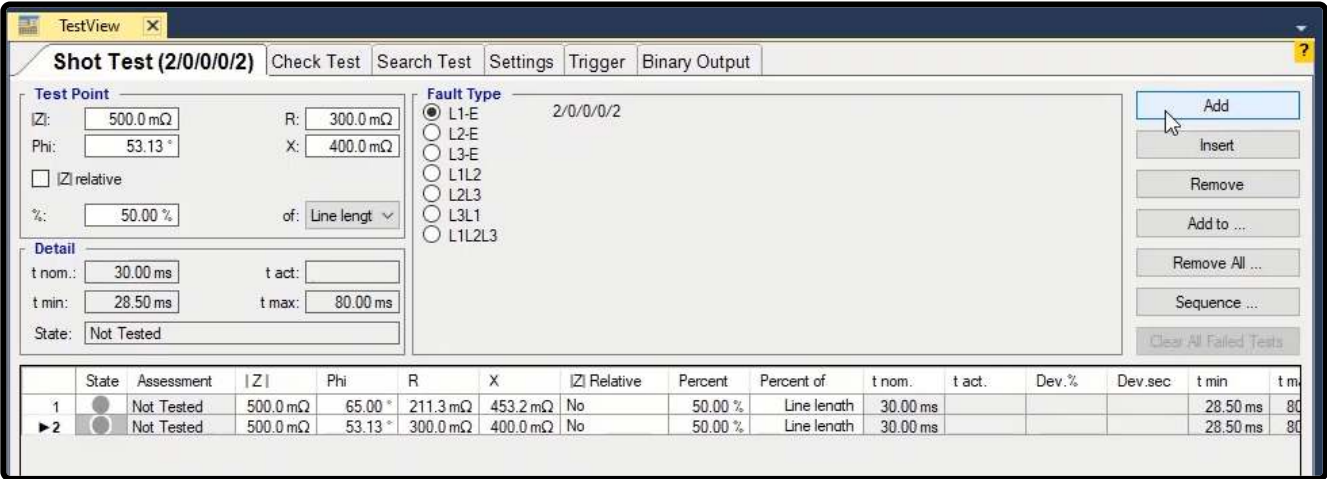 TestView X
?
Shot Test (2/0/0/0/2) Check Test Search Test Settings Trigger Binary Output
Test Point
|Z|: 500.0 mΩ R: 300.0 mΩ
Phi: 53.13 ° X: 400.0 mΩ
|Z| relative
%: 50.00 % of: Line lengt
Detail
t nom.: 30.00 ms t act:
t min: 28.50 ms t max: 80.00 ms
State: Not Tested
Fault Type
L1-E 2/0/0/0/2
L2-E
L3-E
L1L2
L2L3
L3L1
L1L2L3
Add
Insert
Remove
Add to ...
Remove All ...
Sequence ...
Clear All Failed Tests
State Assessment |Z| Phi R X |Z| Relative Percent Percent of t nom. t act. Dev.% Dev.sec t min t ma
1 Not Tested 500.0 mΩ 65.00 ° 211.3 mΩ 453.2 mΩ No 50.00 % Line length 30.00 ms 28.50 ms 80
►2 Not Tested 500.0 mΩ 53.13 ° 300.0 mΩ 400.0 mΩ No 50.00 % Line length 30.00 ms 28.50 ms 80